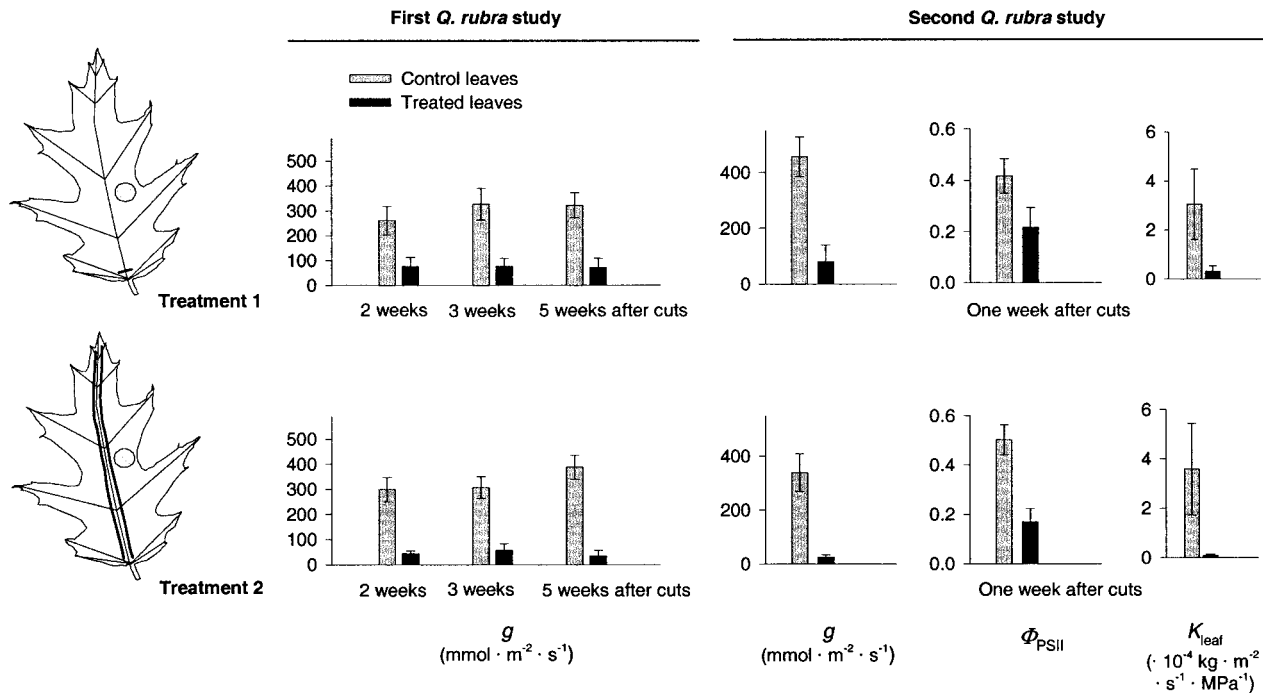 First Q. rubra study
Second Q. rubra study
Control leaves
Treated leaves
500
400
300
200
100
0
2 weeks 3 weeks 5 weeks after cuts
400
200
0
0.6
0.4
0.2
0.0
One week after cuts
6
4
2
0
Treatment 1
500
400
300
200
100
0
2 weeks 3 weeks 5 weeks after cuts
400
200
0
0.6
0.4
0.2
0.0
One week after cuts
6
4
2
0
Treatment 2
g
(mmol · m⁻² · s⁻¹)
g
(mmol · m⁻² · s⁻¹)
Φ_PSII
K_leaf
(· 10⁻⁴ kg · m⁻²
· s⁻¹ · MPa⁻¹)